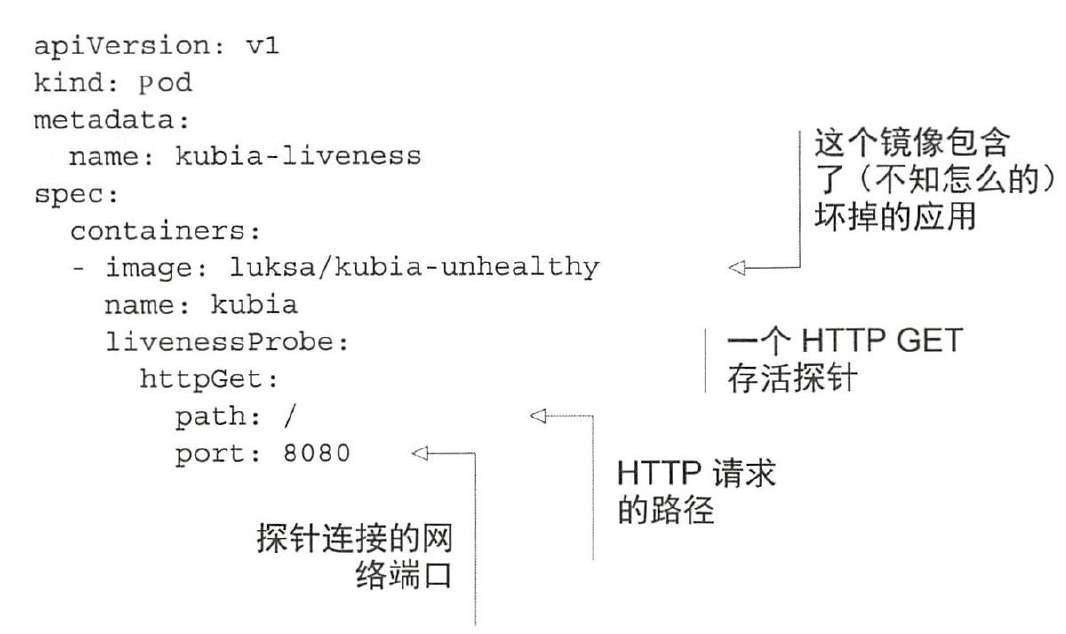 apiVersion: v1
kind: pod
metadata:
  name: kubia-liveness
spec:
  containers:
  - image: luksa/kubia-unhealthy
    name: kubia
    livenessProbe:
      httpGet:
        path: /
        port: 8080
这个镜像包含
了（不知怎么的）
坏掉的应用
一个 HTTP GET
存活探针
HTTP 请求
的路径
探针连接的网
络端口